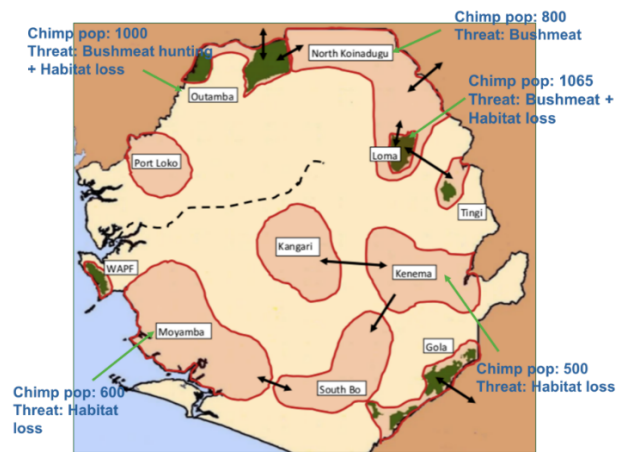 Chimp pop: 1000
Threat: Bushmeat hunting
+ Habitat loss
Chimp pop: 800
Threat: Bushmeat
North Koinadugu
Chimp pop: 1065
Threat: Bushmeat +
Habitat loss
Outamba
Port Loko
Loma
Tingi
Kangari
WAPF
Kenema
Moyamba
Gola
South Bo
Chimp pop: 500
Threat: Habitat loss
Chimp pop: 600
Threat: Habitat
loss